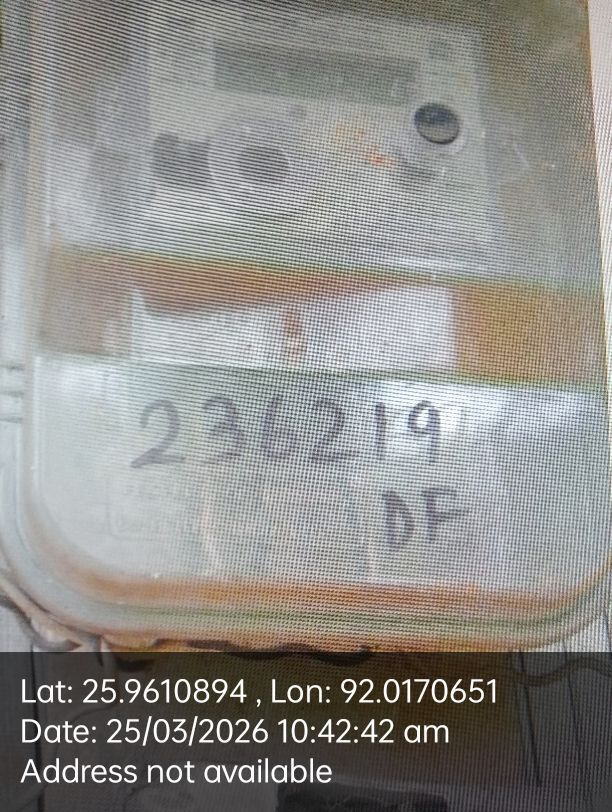 236219
DF
Lat: 25.9610894 , Lon: 92.0170651
Date: 25/03/2026 10:42:42 am
Address not available